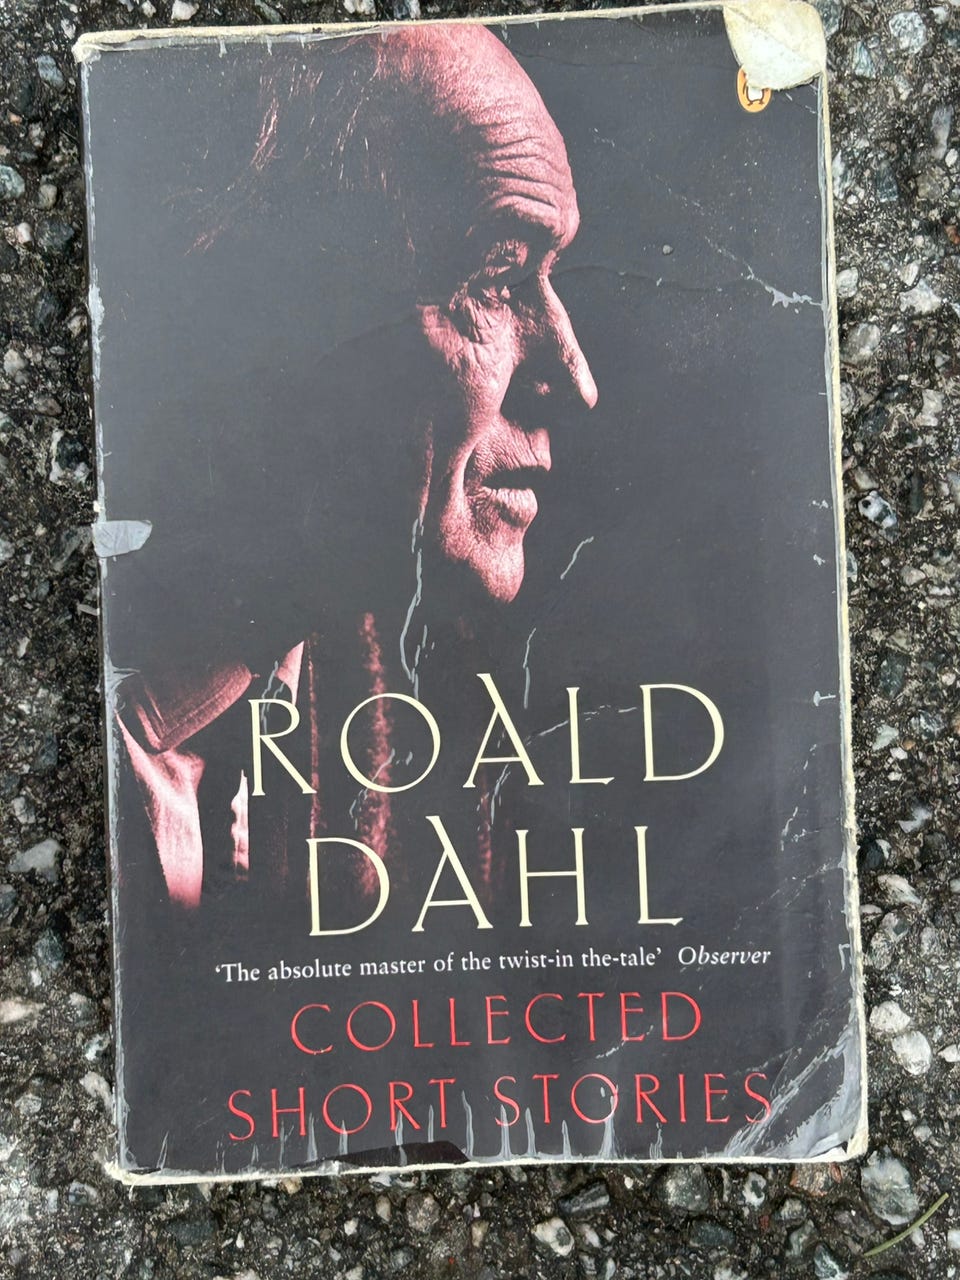 ROALD
DAHL
‘The absolute master of the twist-in the-tale’ Observer
COLLECTED
SHORT STORIES